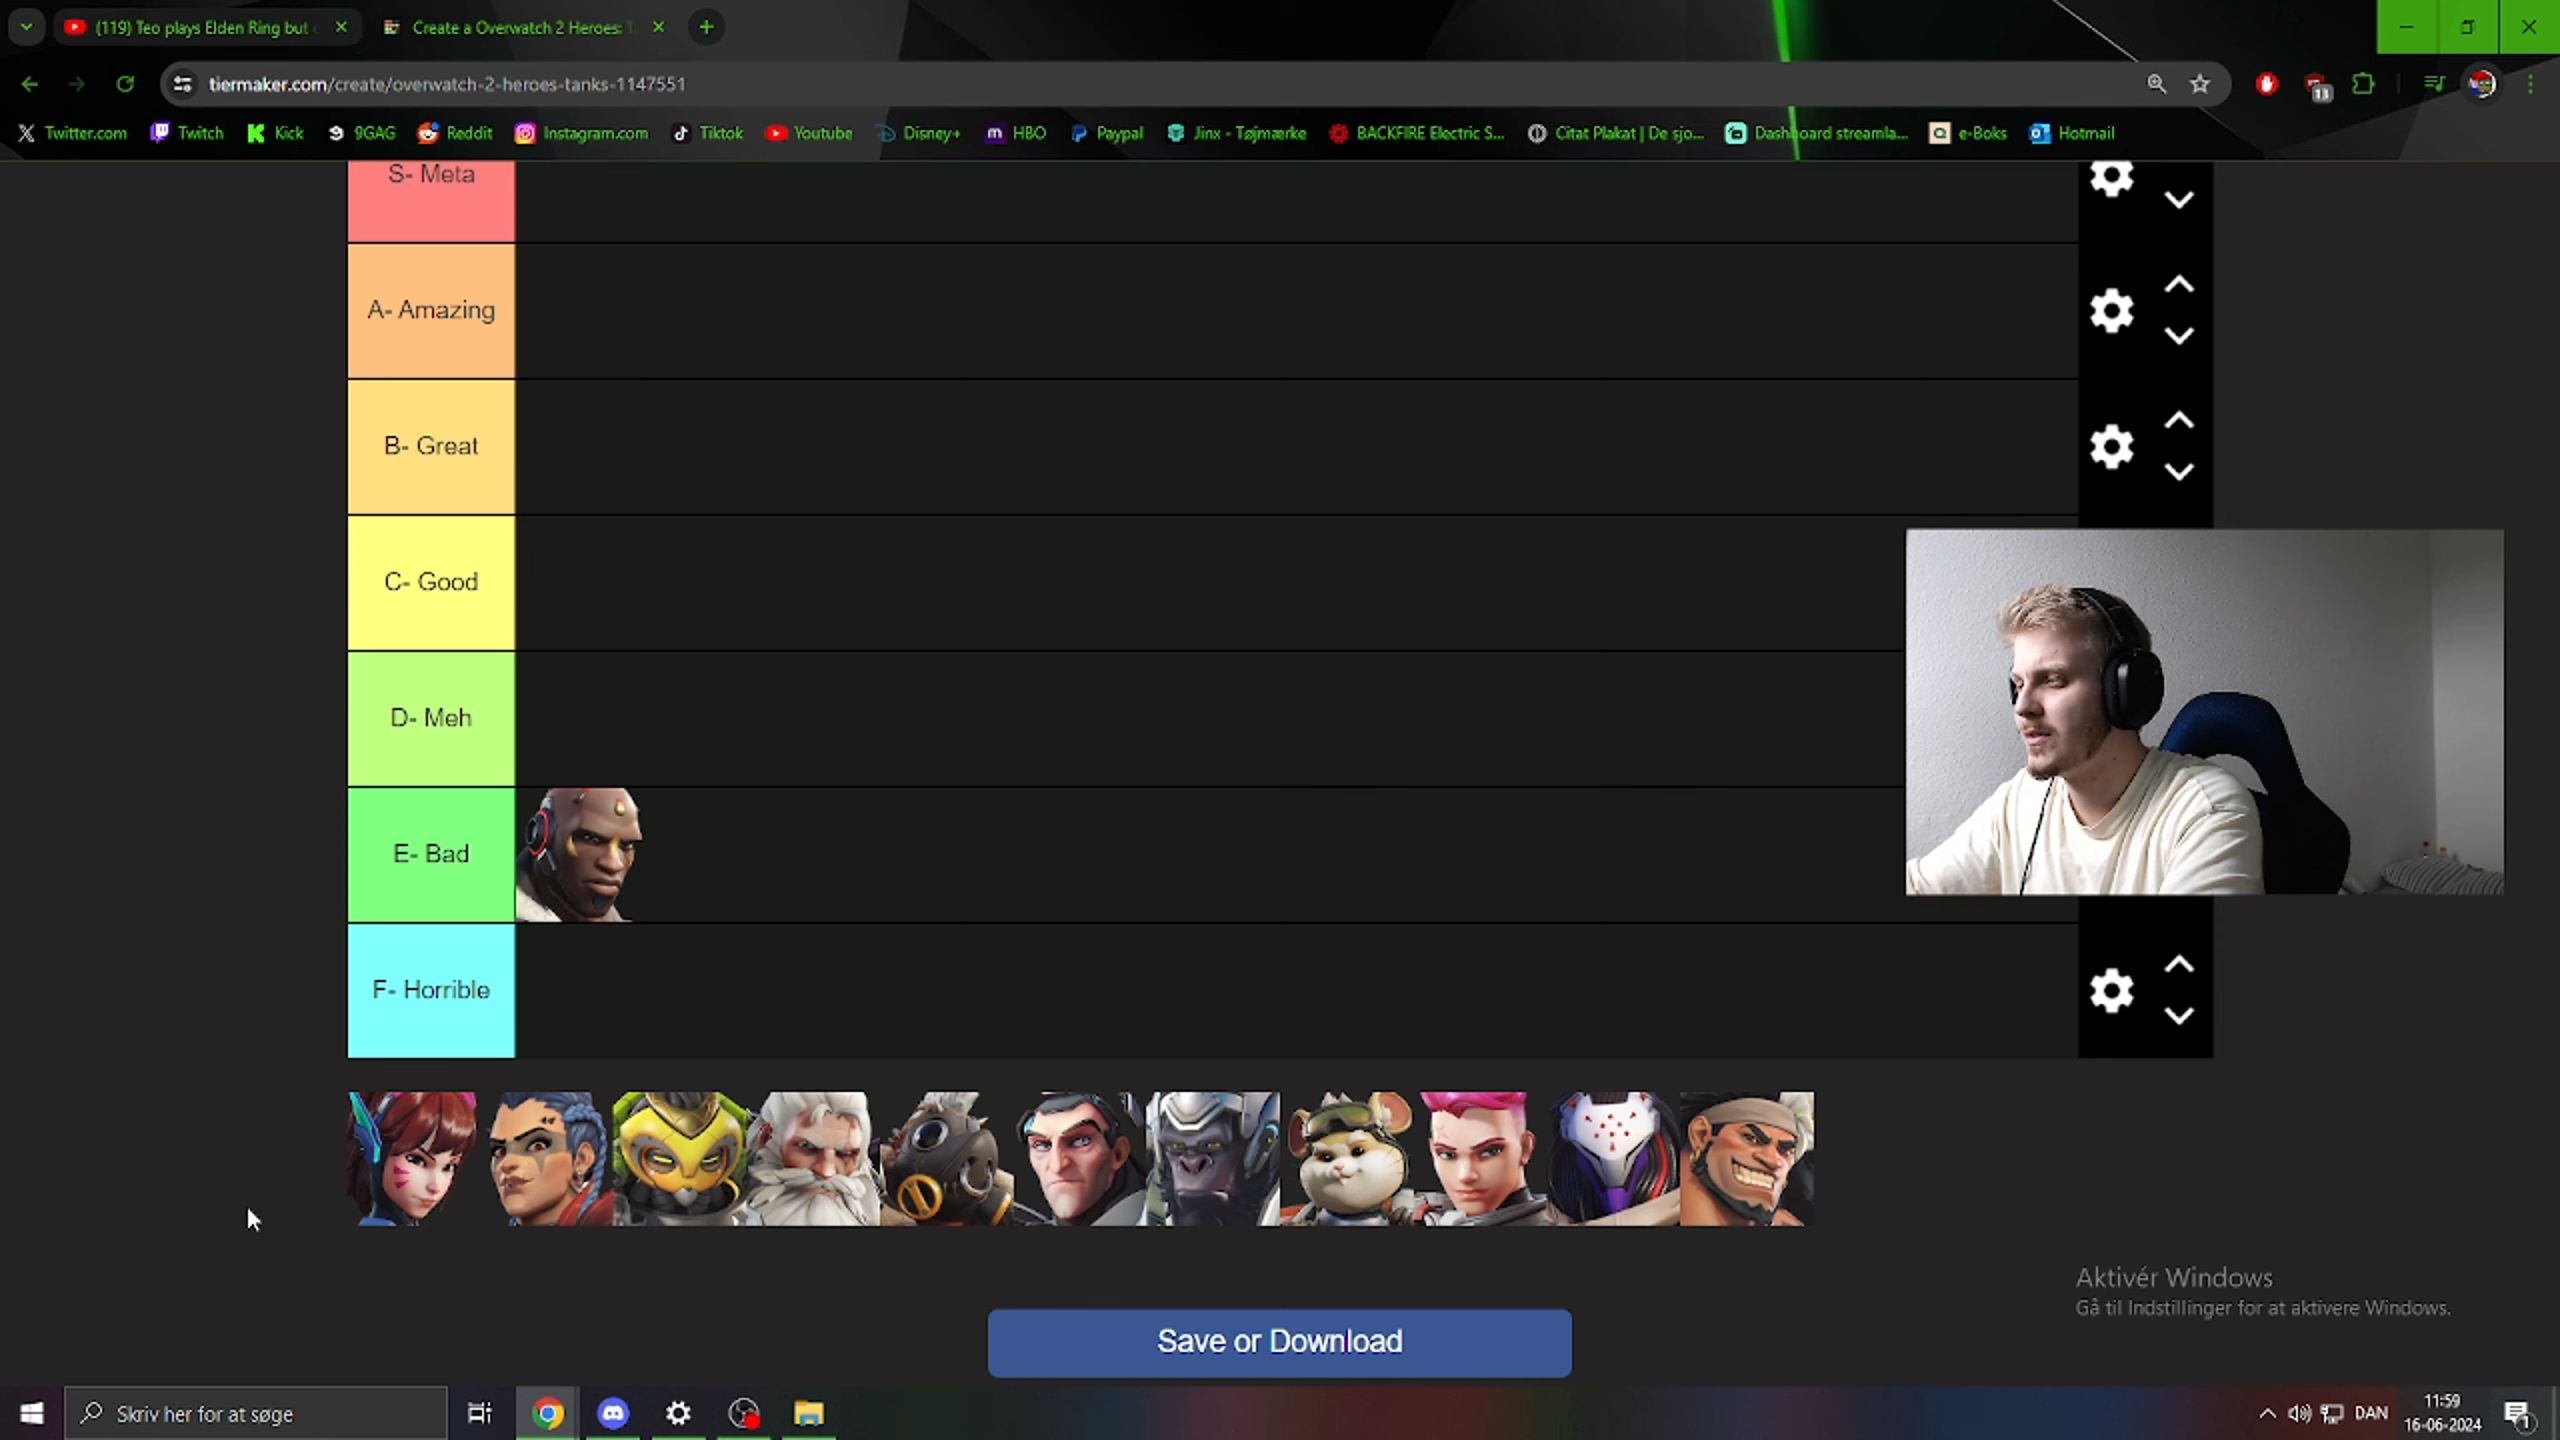 (119) Teo plays Elden Ring but
Create a Overwatch 2 Heroes:
tiermaker.com/create/overwatch-2-heroes-tanks-1147551
13
Twitter.com Twitch Kick 9GAG Reddit Instagram.com Tiktok Youtube Disney+ HBO Paypal Jinx - Tøjmærke BACKFIRE Electric S... Citat Plakat | De sjo... Dashboard streamla... e-Boks Hotmail
S- Meta
A- Amazing
B- Great
C- Good
D- Meh
E- Bad
F- Horrible
Aktivér Windows
Gå til Indstillinger for at aktivere Windows.
Save or Download
Skriv her for at søge
DAN
11:59
16-06-2024
1